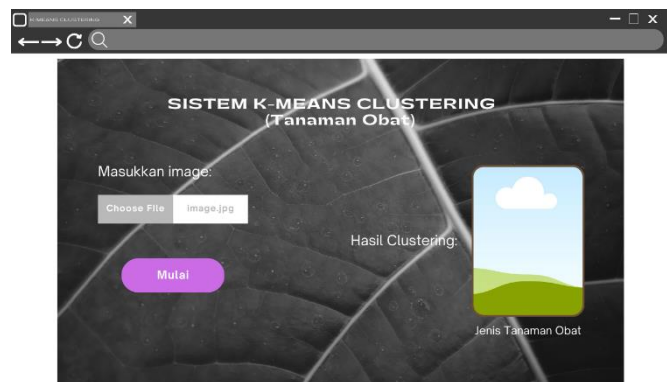 K-MEANS CLUSTERING
SISTEM K-MEANS CLUSTERING
(Tanaman Obat)
Masukkan image:
Choose File
Image.jpg
Hasil Clustering:
Mulai
Jenis Tanaman Obat